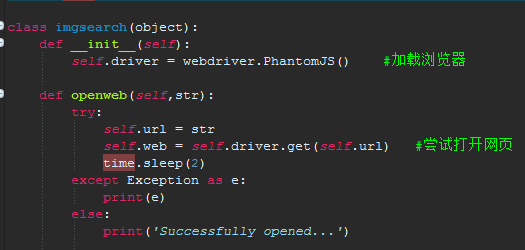 class imgsearch(object):
    def __init__(self):
        self.driver = webdriver.PhantomJS()    #加载浏览器
    def openweb(self,str):
        try:
            self.url = str
            self.web = self.driver.get(self.url)   #尝试打开网页
            time.sleep(2)
        except Exception as e:
            print(e)
        else:
            print('Successfully opened...')